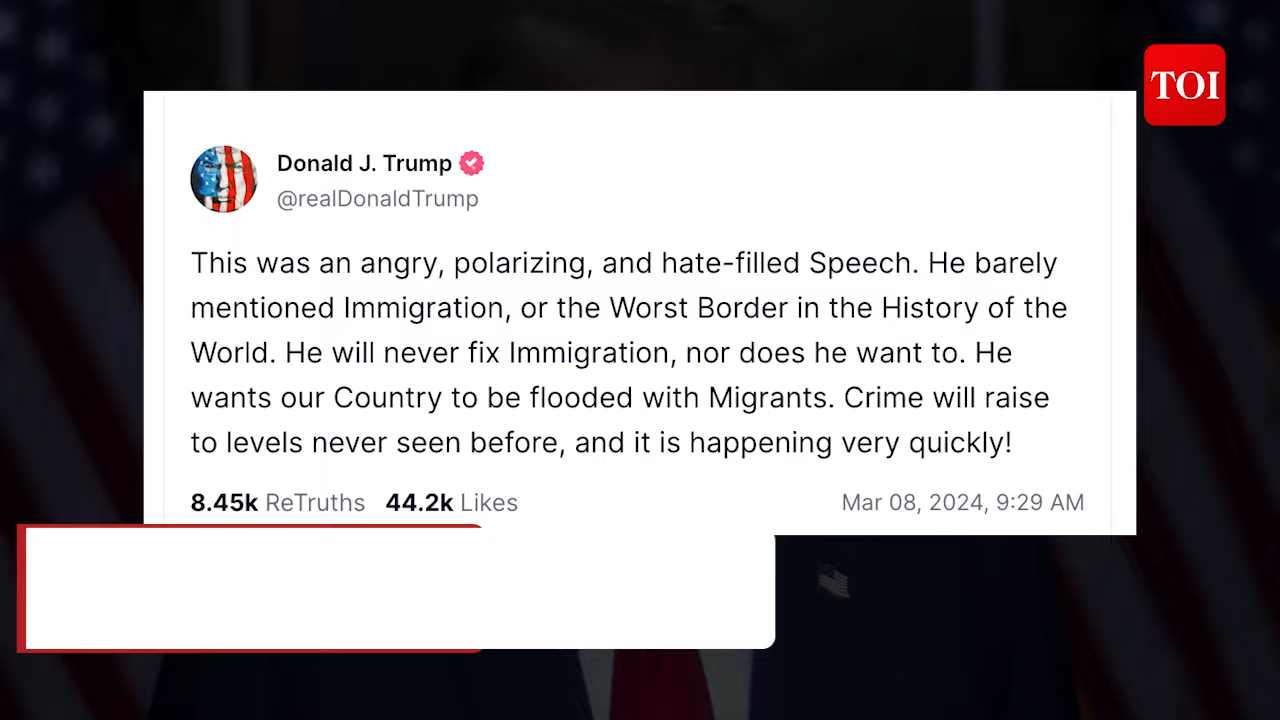 TOI
Donald J. Trump
@realDonaldTrump
This was an angry, polarizing, and hate-filled Speech. He barely
mentioned Immigration, or the Worst Border in the History of the
World. He will never fix Immigration, nor does he want to. He
wants our Country to be flooded with Migrants. Crime will raise
to levels never seen before, and it is happening very quickly!
8.45k ReTruths 44.2k Likes Mar 08, 2024, 9:29 AM